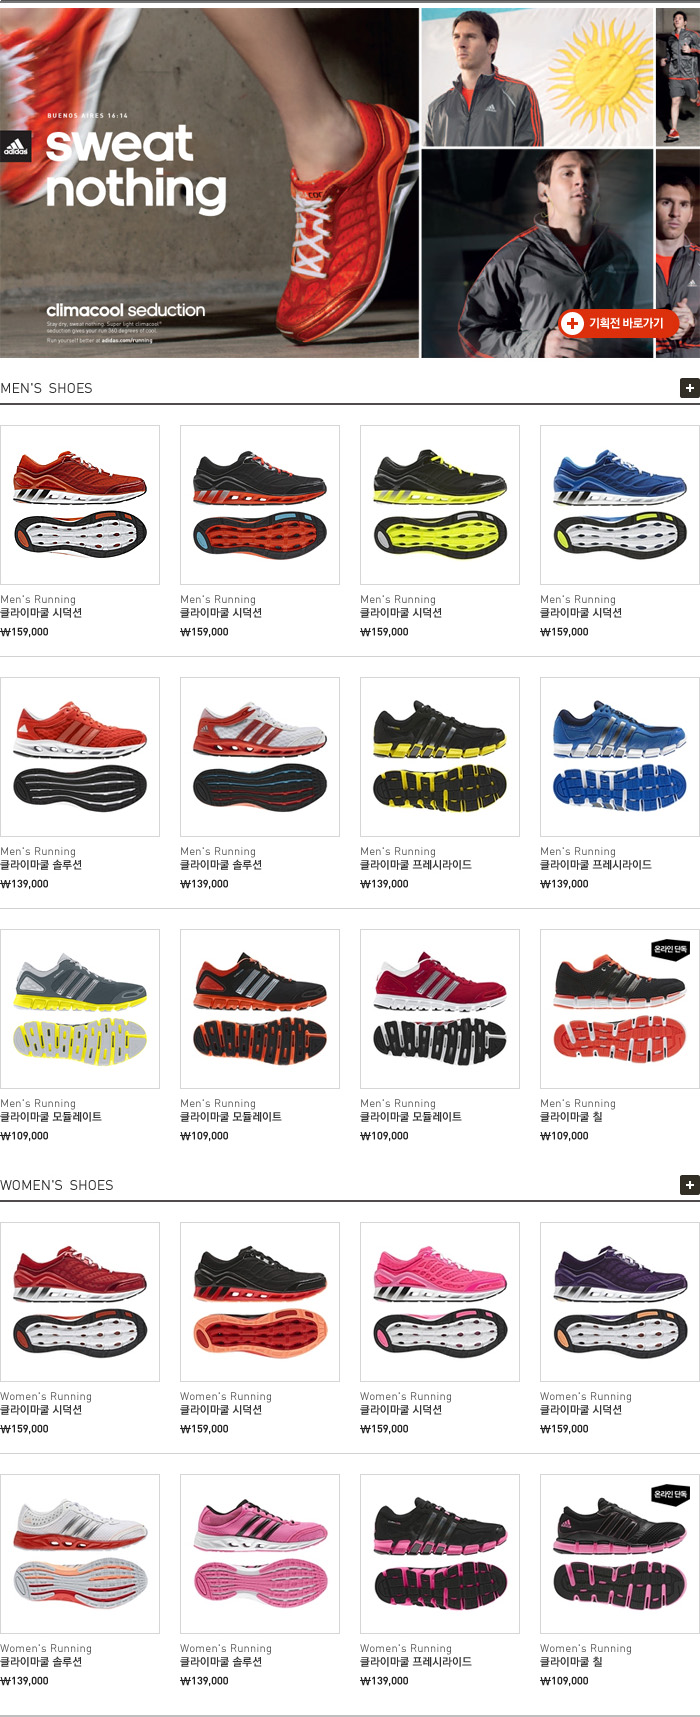 BUENOS AIRES 16:14
adidas
sweat
nothing
climacool seduction
Stay dry, sweat nothing. Super light climacool®
seduction gives your run 360 degrees of cool.
Run yourself better at adidas.com/running
adidas
기획전 바로가기
MEN'S SHOES
Men's Running
클라이마쿨 시덕션
₩159,000
Men's Running
클라이마쿨 시덕션
₩159,000
Men's Running
클라이마쿨 시덕션
₩159,000
Men's Running
클라이마쿨 시덕션
₩159,000
Men's Running
클라이마쿨 솔루션
₩139,000
Men's Running
클라이마쿨 솔루션
₩139,000
Men's Running
클라이마쿨 프레시라이드
₩139,000
Men's Running
클라이마쿨 프레시라이드
₩139,000
Men's Running
클라이마쿨 모듈레이트
₩109,000
Men's Running
클라이마쿨 모듈레이트
₩109,000
Men's Running
클라이마쿨 모듈레이트
₩109,000
온라인 단독
Men's Running
클라이마쿨 칠
₩109,000
WOMEN'S SHOES
Women's Running
클라이마쿨 시덕션
₩159,000
Women's Running
클라이마쿨 시덕션
₩159,000
Women's Running
클라이마쿨 시덕션
₩159,000
Women's Running
클라이마쿨 시덕션
₩159,000
Women's Running
클라이마쿨 솔루션
₩139,000
Women's Running
클라이마쿨 솔루션
₩139,000
Women's Running
클라이마쿨 프레시라이드
₩139,000
온라인 단독
Women's Running
클라이마쿨 칠
₩109,000